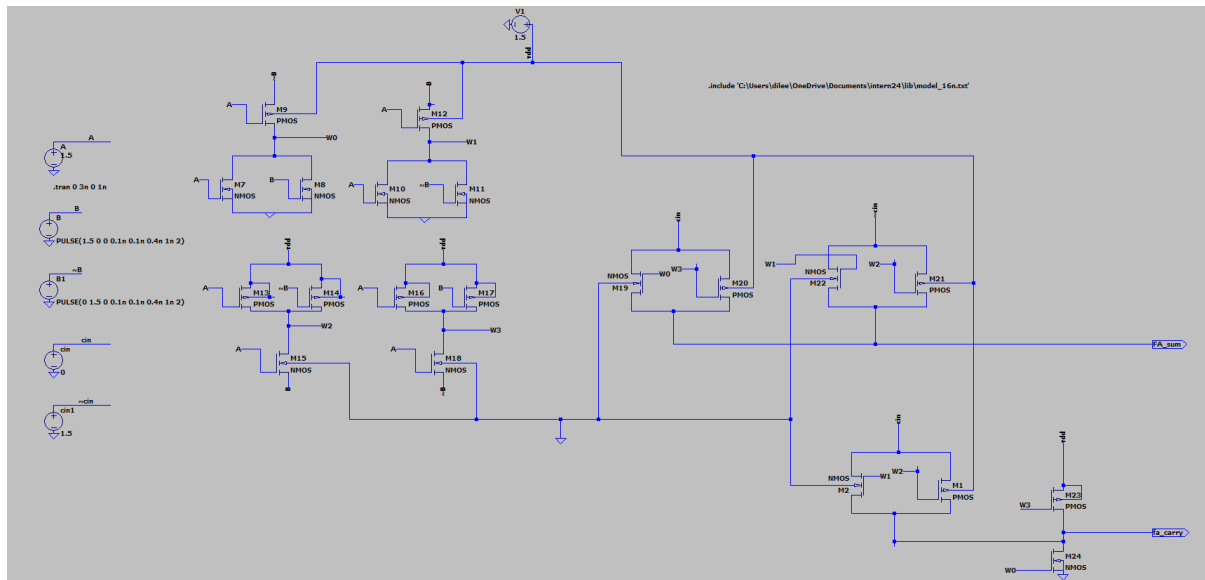 V1
1.5
vdd
.include 'C:\Users\dilee\OneDrive\Documents\intern24\lib\model_16n.txt'
~B
A
M9
PMOS
W0
A
M7
NMOS
B
M8
NMOS
B
A
M12
PMOS
W1
A
M10
NMOS
~B
M11
NMOS
A
A
1.5
.tran 0 3n 0 1n
B
B
PULSE(1.5 0 0 0.1n 0.1n 0.4n 1n 2)
~B
B1
PULSE(0 1.5 0 0.1n 0.1n 0.4n 1n 2)
cin
cin
0
~cin
cin1
1.5
vdd
A
M13
PMOS
~B
M14
PMOS
W2
A
M15
NMOS
B
vdd
A
M16
PMOS
B
M17
PMOS
W3
A
M18
NMOS
~B
cin
NMOS
M19
W0
W3
M20
PMOS
~cin
W1
NMOS
M22
W2
M21
PMOS
FA_sum
cin
NMOS
M2
W1
W2
M1
PMOS
vdd
M23
PMOS
W3
fa_carry
M24
NMOS
W0